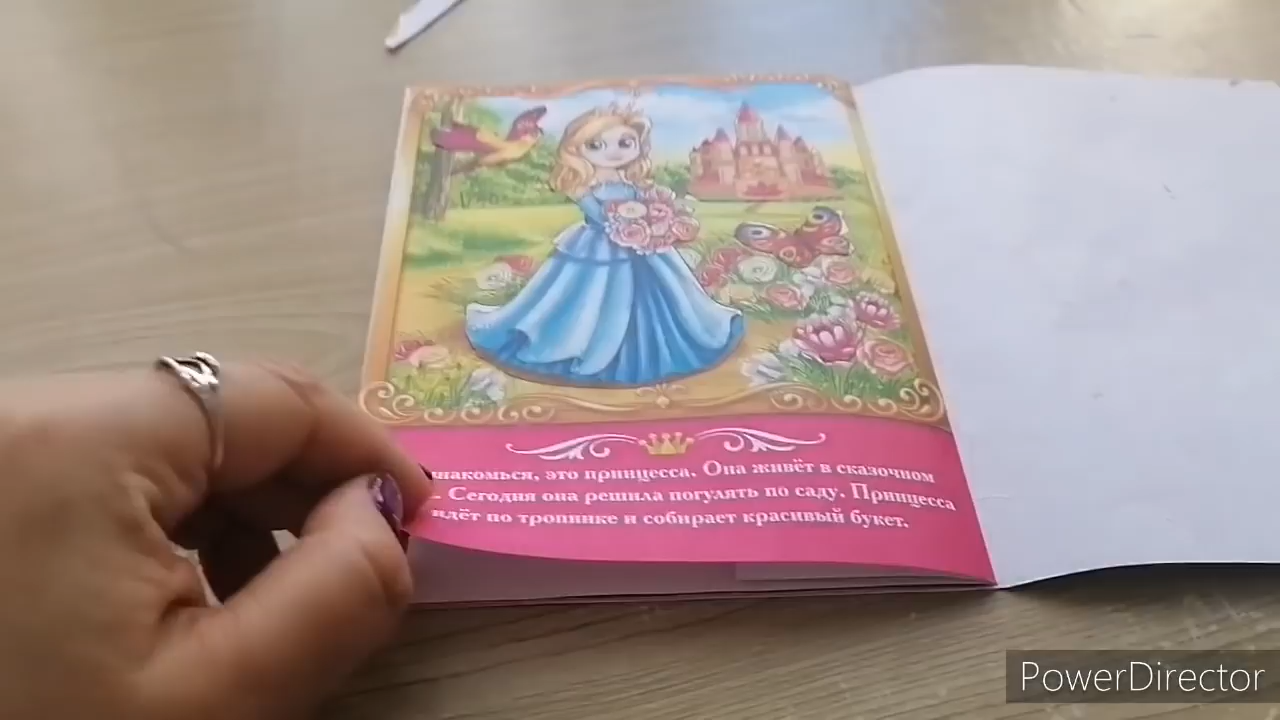 накомься, это принцесса. Она живёт в сказочном
. Сегодня она решила погулять по саду. Принцесса
идёт по тропинке и собирает красивый букет.
PowerDirector